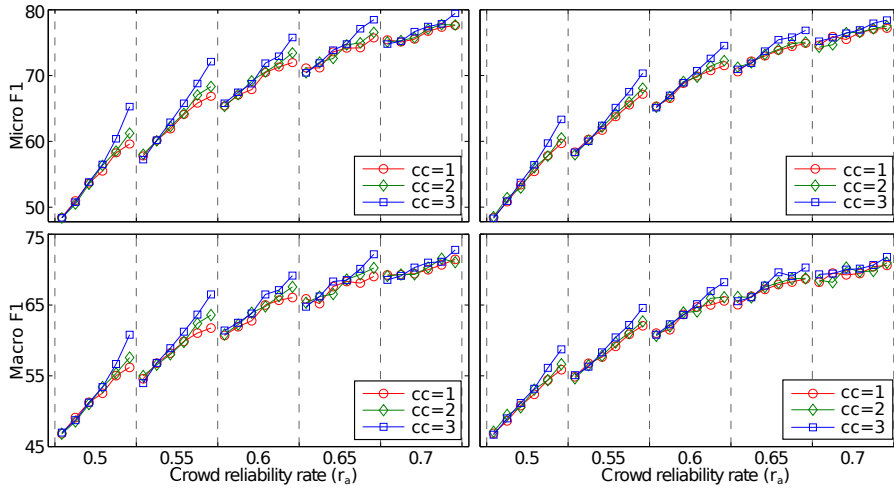 80
70
60
50
Micro F1
cc=1
cc=2
cc=3
cc=1
cc=2
cc=3
75
65
55
45
Macro F1
cc=1
cc=2
cc=3
cc=1
cc=2
cc=3
0.5 0.55 0.6 0.65 0.7
Crowd reliability rate (rₐ)
0.5 0.55 0.6 0.65 0.7
Crowd reliability rate (rₐ)